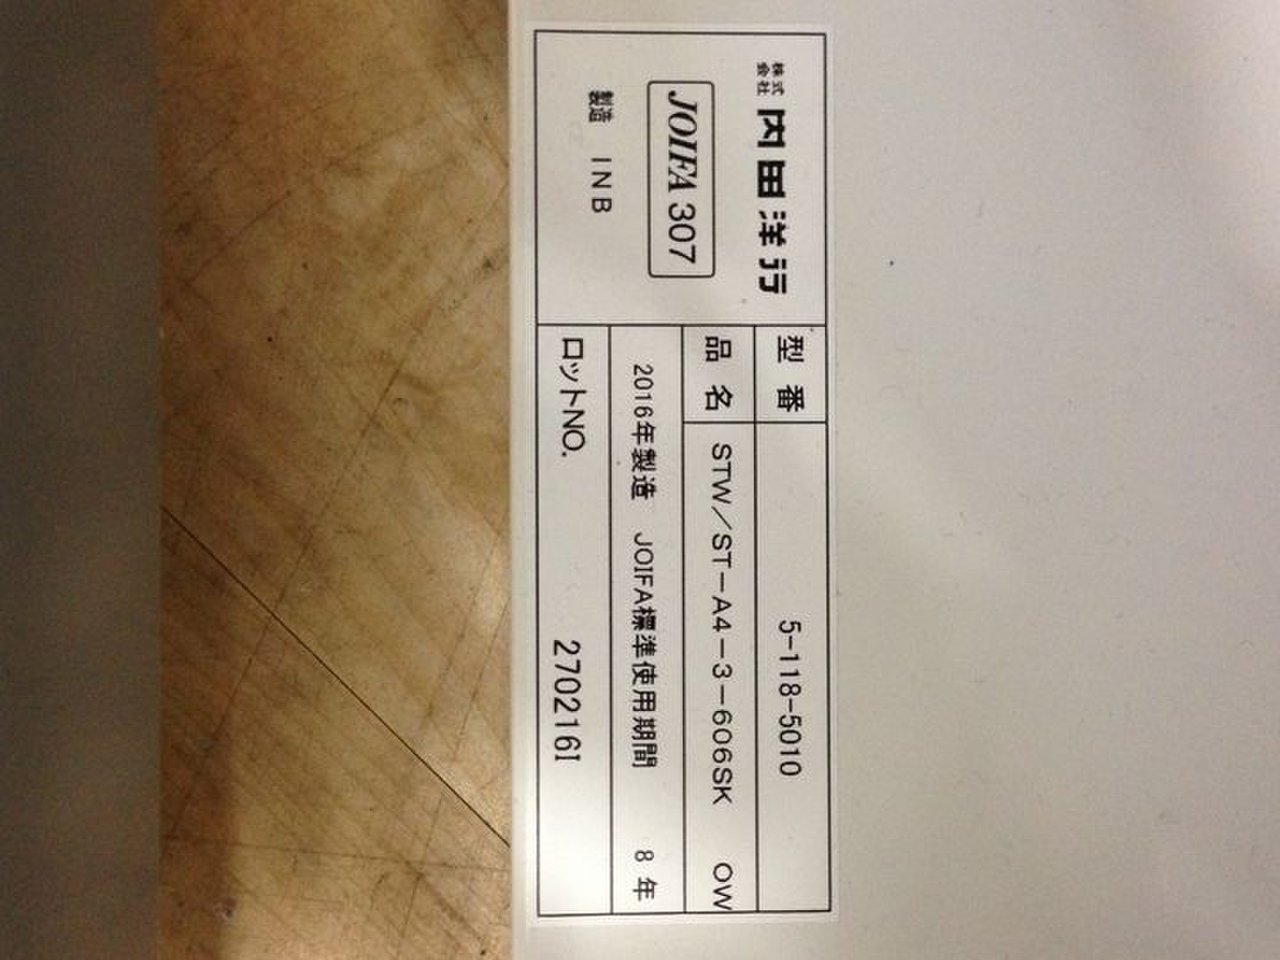 株式会社 内田洋行
JOIFA 307
製造 INB
型番 5-118-5010
品名 STW/ST-A4-3-606SK OW
2016年製造 JOIFA標準使用期間 8年
ロットNO. 2702161